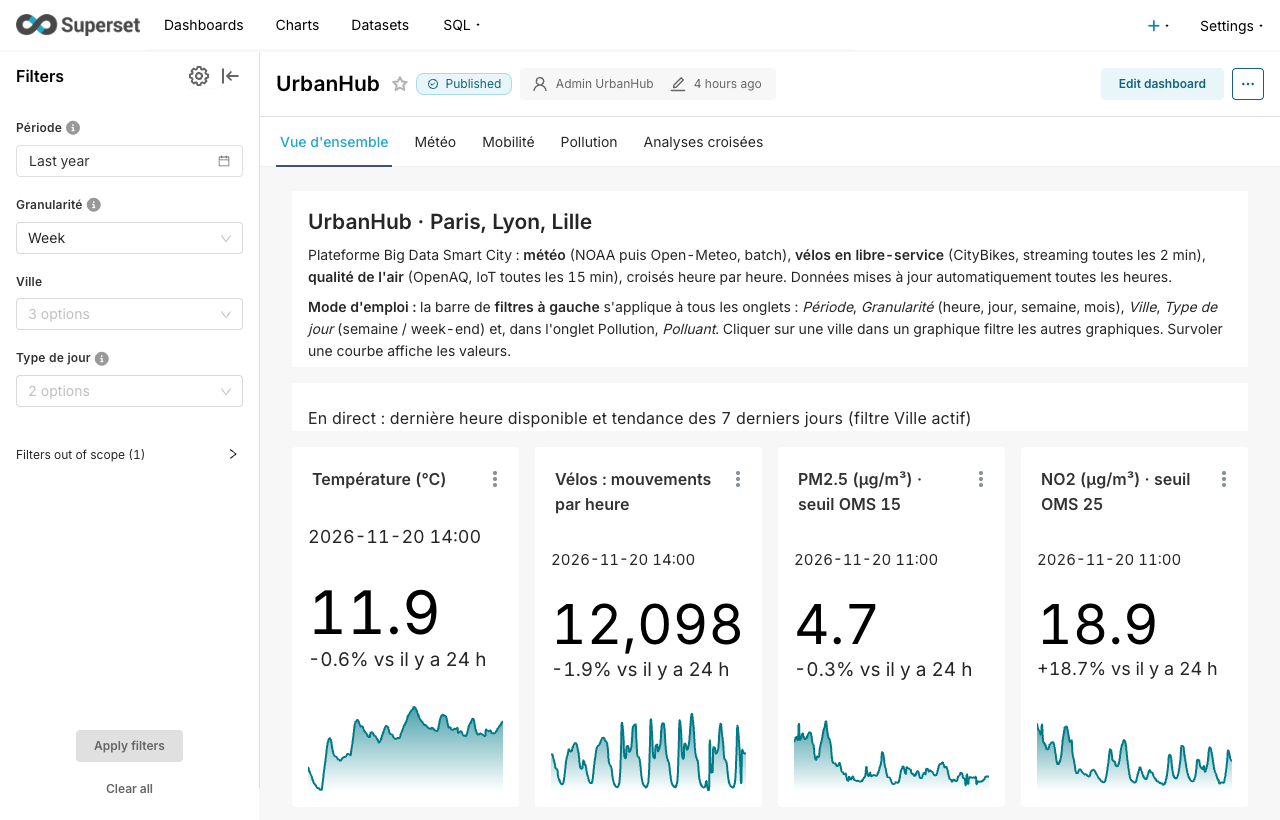 Superset
Dashboards
Charts
Datasets
SQL
Settings
Filters
Période
Last year
Granularité
Week
Ville
3 options
Type de jour
2 options
Filters out of scope (1)
Apply filters
Clear all
UrbanHub
Published
Admin UrbanHub
4 hours ago
Edit dashboard
Vue d'ensemble
Météo
Mobilité
Pollution
Analyses croisées
UrbanHub · Paris, Lyon, Lille
Plateforme Big Data Smart City : météo (NOAA puis Open-Meteo, batch), vélos en libre-service (CityBikes, streaming toutes les 2 min),
qualité de l'air (OpenAQ, IoT toutes les 15 min), croisés heure par heure. Données mises à jour automatiquement toutes les heures.
Mode d'emploi : la barre de filtres à gauche s'applique à tous les onglets : Période, Granularité (heure, jour, semaine, mois), Ville, Type de
jour (semaine / week-end) et, dans l'onglet Pollution, Polluant. Cliquer sur une ville dans un graphique filtre les autres graphiques. Survoler
une courbe affiche les valeurs.
En direct : dernière heure disponible et tendance des 7 derniers jours (filtre Ville actif)
Température (°C)
2026-11-20 14:00
11.9
-0.6% vs il y a 24 h
Vélos : mouvements
par heure
2026-11-20 14:00
12,098
-1.9% vs il y a 24 h
PM2.5 (µg/m³) ·
seuil OMS 15
2026-11-20 11:00
4.7
-0.3% vs il y a 24 h
NO2 (µg/m³) · seuil
OMS 25
2026-11-20 11:00
18.9
+18.7% vs il y a 24 h